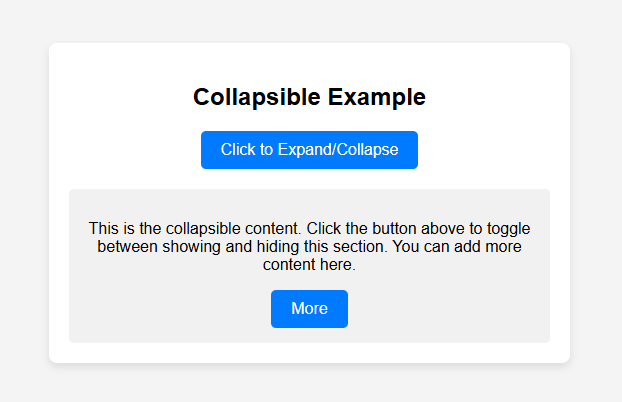 Collapsible Example
Click to Expand/Collapse
This is the collapsible content. Click the button above to toggle
between showing and hiding this section. You can add more
content here.
More